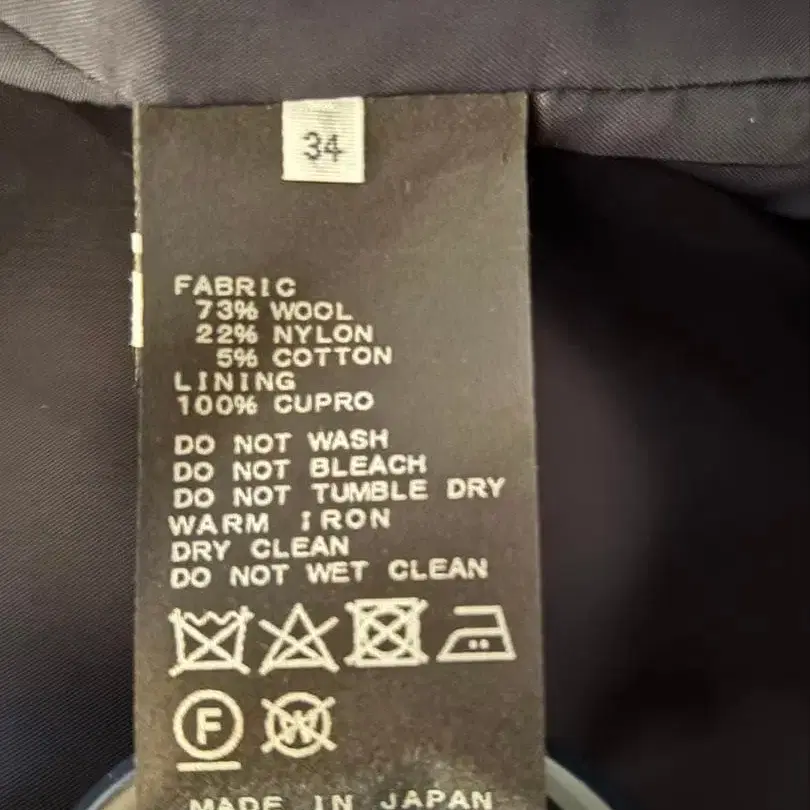 34
FABRIC
73% WOOL
22% NYLON
5% COTTON
LINING
100% CUPRO
DO NOT WASH
DO NOT BLEACH
DO NOT TUMBLE DRY
WARM IRON
DRY CLEAN
DO NOT WET CLEAN
F W
MADE IN JAPAN